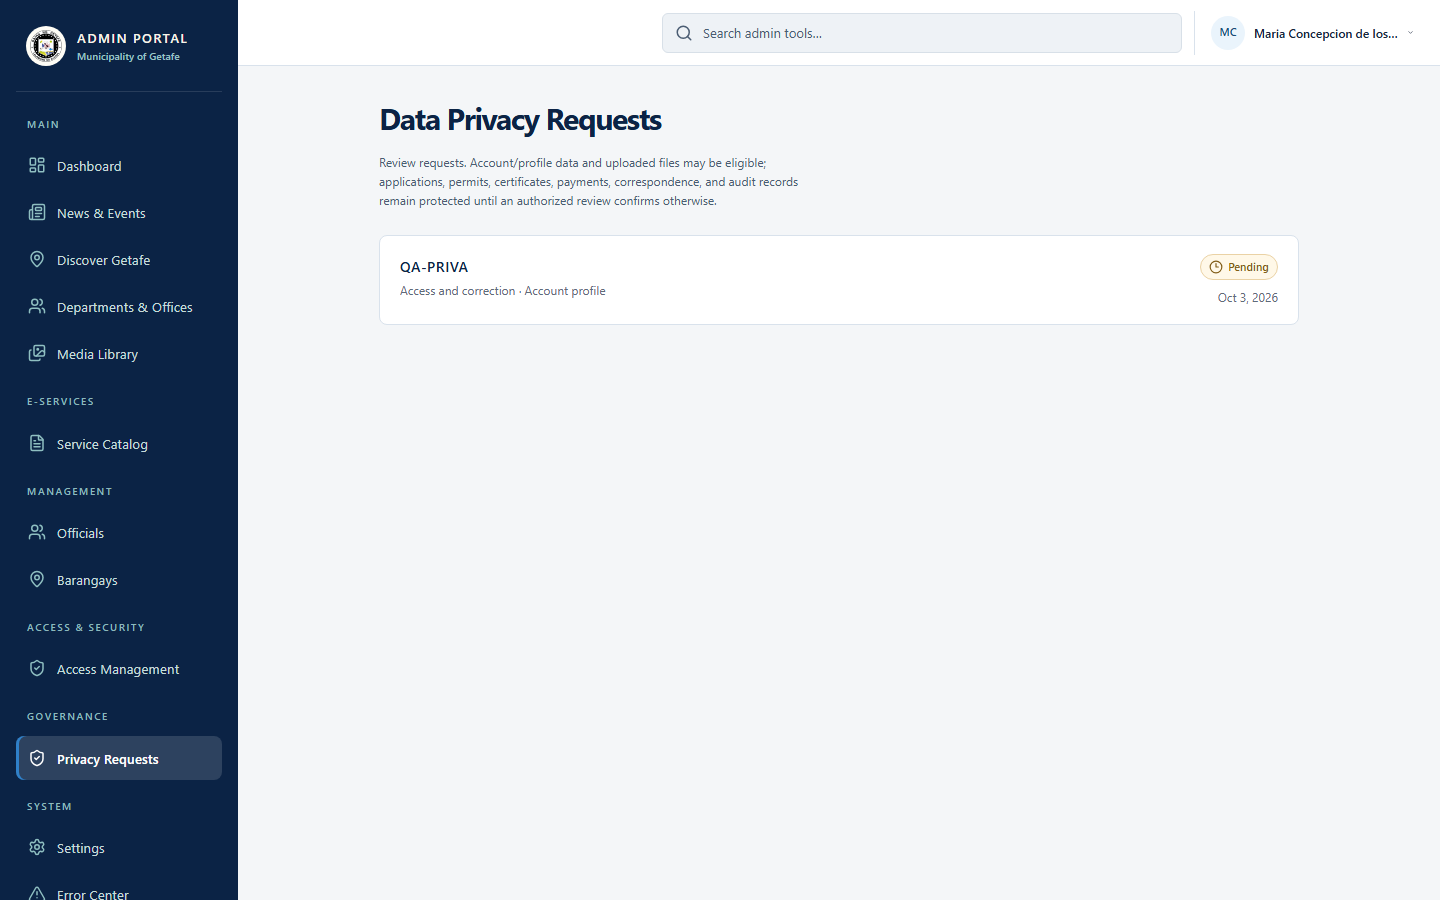 ADMIN PORTAL
Municipality of Getafe
MAIN
Dashboard
News & Events
Discover Getafe
Departments & Offices
Media Library
E-SERVICES
Service Catalog
MANAGEMENT
Officials
Barangays
ACCESS & SECURITY
Access Management
GOVERNANCE
Privacy Requests
SYSTEM
Settings
Error Center
Search admin tools...
MC
Maria Concepcion de los...
Data Privacy Requests
Review requests. Account/profile data and uploaded files may be eligible;
applications, permits, certificates, payments, correspondence, and audit records
remain protected until an authorized review confirms otherwise.
QA-PRIVA
Pending
Access and correction · Account profile
Oct 3, 2026